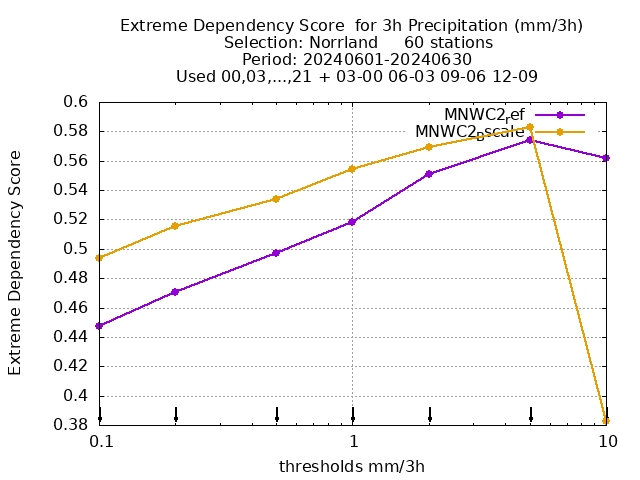 Extreme Dependency Score  for 3h Precipitation (mm/3h)
Selection: Norrland     60 stations
Period: 20240601-20240630
Used 00,03,...,21 + 03-00 06-03 09-06 12-09
MNWC2ref
MNWC2pscale
0.6
0.58
0.56
0.54
0.52
0.5
0.48
0.46
0.44
0.42
0.4
0.38
Extreme Dependency Score
0.1 1 10
thresholds mm/3h